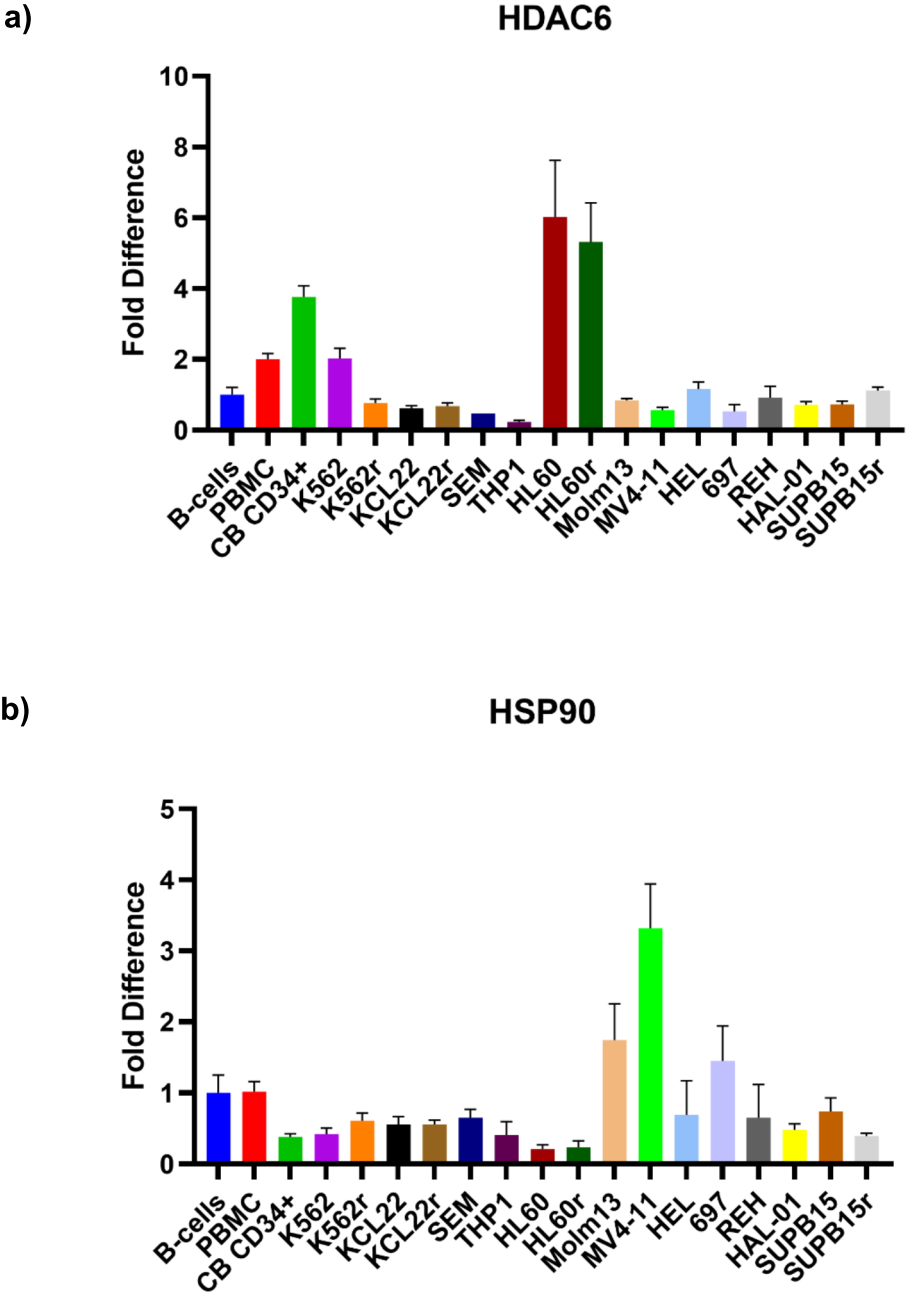 a)
HDAC6
Fold Difference
10
8
6
4
2
0
B-cells
PBMC
CB CD34+
K562
K562r
KCL22
KCL22r
SEM
THP1
HL60
HL60r
Molm13
MV4-11
HEL
697
REH
HAL-01
SUPB15
SUPB15r
b)
HSP90
Fold Difference
5
4
3
2
1
0
B-cells
PBMC
CB CD34+
K562
K562r
KCL22
KCL22r
SEM
THP1
HL60
HL60r
Molm13
MV4-11
HEL
697
REH
HAL-01
SUPB15
SUPB15r